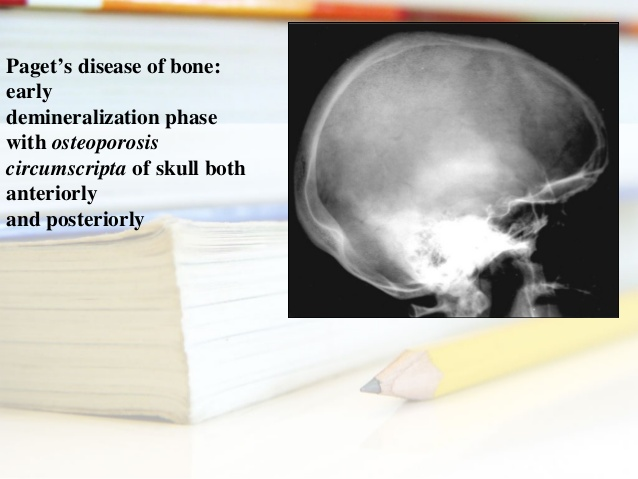 Paget’s disease of bone:
early
demineralization phase
with osteoporosis
circumscripta of skull both
anteriorly
and posteriorly